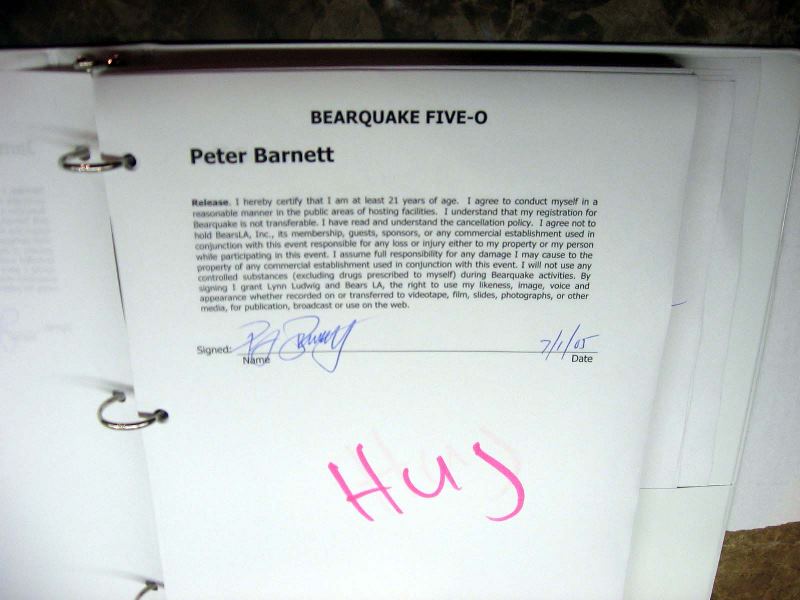 BEARQUAKE FIVE-O
Peter Barnett
Release. I hereby certify that I am at least 21 years of age. I agree to conduct myself in a
reasonable manner in the public areas of hosting facilities. I understand that my registration for
Bearquake is not transferable. I have read and understand the cancellation policy. I agree not to
hold BearsLA, Inc., its membership, guests, sponsors, or any commercial establishment used in
conjunction with this event responsible for any loss or injury either to my property or my person
while participating in this event. I assume full responsibility for any damage I may cause to the
property of any commercial establishment used in conjunction with this event. I will not use any
controlled substances (excluding drugs prescribed to myself) during Bearquake activities. By
signing I grant Lynn Ludwig and Bears LA, the right to use my likeness, image, voice and
appearance whether recorded on or transferred to videotape, film, slides, photographs, or other
media, for publication, broadcast or use on the web.
Signed: 7/1/05
Name Date